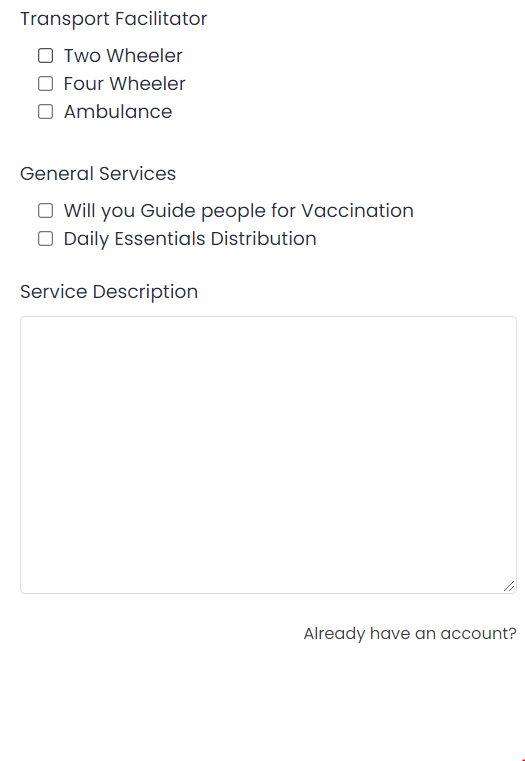 Transport Facilitator
Two Wheeler
Four Wheeler
Ambulance
General Services
Will you Guide people for Vaccination
Daily Essentials Distribution
Service Description
Already have an account?